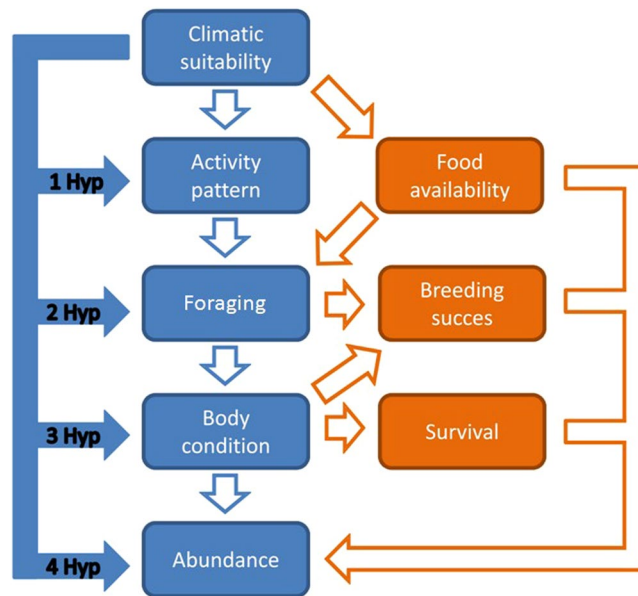 Climatic
suitability
1 Hyp
Activity
pattern
Food
availability
2 Hyp
Foraging
Breeding
succes
3 Hyp
Body
condition
Survival
4 Hyp
Abundance